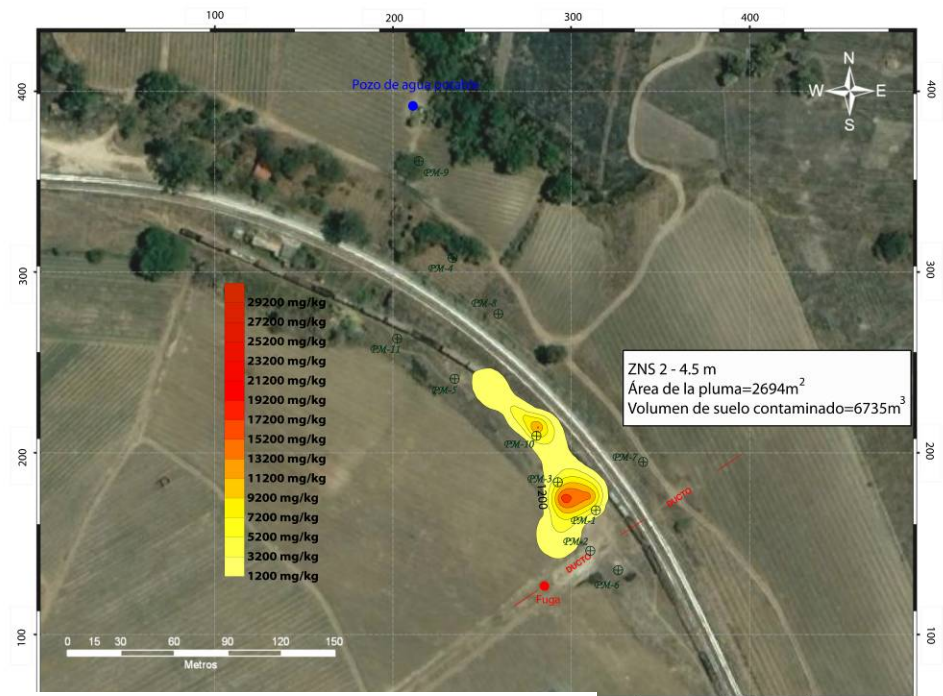 100 200 300 400
400
400
N
W E
S
Pozo de agua potable
PM-9
300
300
PM-4
PM-8
PM-11
PM-5
29200 mg/kg
27200 mg/kg
25200 mg/kg
23200 mg/kg
21200 mg/kg
19200 mg/kg
17200 mg/kg
15200 mg/kg
13200 mg/kg
11200 mg/kg
9200 mg/kg
7200 mg/kg
5200 mg/kg
3200 mg/kg
1200 mg/kg
ZNS 2 - 4.5 m
Área de la pluma=2694m²
Volumen de suelo contaminado=6735m³
200
200
PM-10
PM-7
PM-3
1200
DUCTO
PM-1
PM-2
DUCTO
PM-6
Fuga
100
100
0 15 30 60 90 120 150
Metros